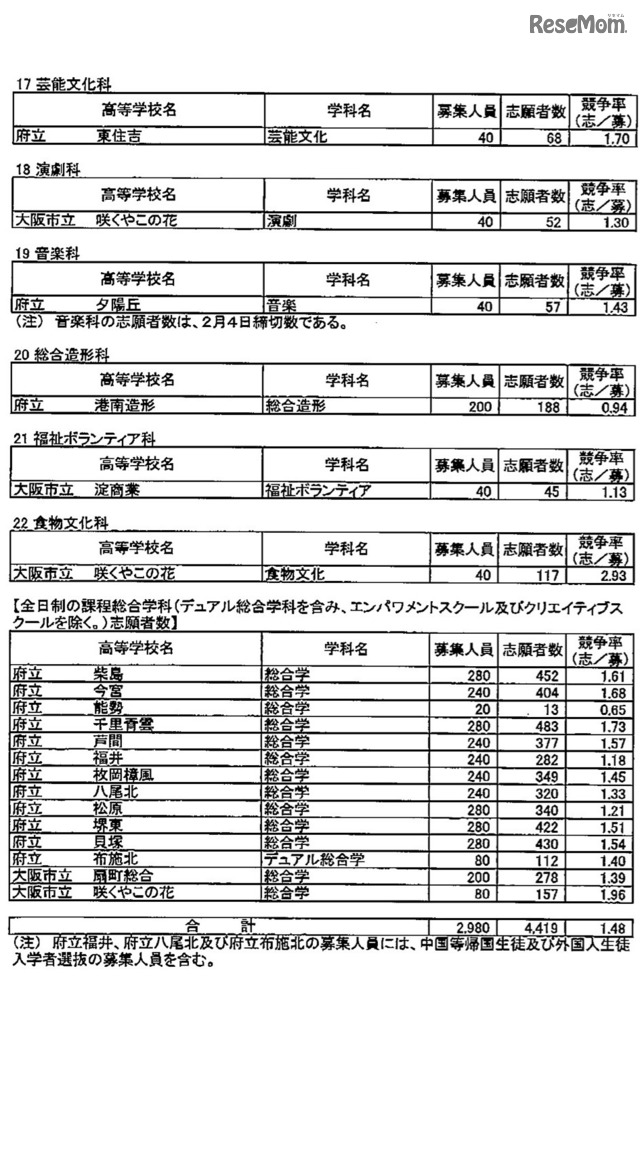 リセマム
ReseMom
17 芸能文化科
高等学校名 学科名 募集人員 志願者数 競争率(志/募)
府立 東住吉 芸能文化 40 68 1.70
18 演劇科
高等学校名 学科名 募集人員 志願者数 競争率(志/募)
大阪市立 咲くやこの花 演劇 40 52 1.30
19 音楽科
高等学校名 学科名 募集人員 志願者数 競争率(志/募)
府立 夕陽丘 音楽 40 57 1.43
(注) 音楽科の志願者数は、2月4日締切数である。
20 総合造形科
高等学校名 学科名 募集人員 志願者数 競争率(志/募)
府立 港南造形 総合造形 200 188 0.94
21 福祉ボランティア科
高等学校名 学科名 募集人員 志願者数 競争率(志/募)
大阪市立 淀商業 福祉ボランティア 40 45 1.13
22 食物文化科
高等学校名 学科名 募集人員 志願者数 競争率(志/募)
大阪市立 咲くやこの花 食物文化 40 117 2.93
【全日制の課程総合学科(デュアル総合学科を含み、エンパワメントスクール及びクリエイティブス
クールを除く。)志願者数】
高等学校名 学科名 募集人員 志願者数 競争率(志/募)
府立 柴島 総合学 280 452 1.61
府立 今宮 総合学 240 404 1.68
府立 能勢 総合学 20 13 0.65
府立 千里青雲 総合学 280 483 1.73
府立 芦間 総合学 240 377 1.57
府立 福井 総合学 240 282 1.18
府立 枚岡樟風 総合学 240 349 1.45
府立 八尾北 総合学 240 320 1.33
府立 松原 総合学 280 340 1.21
府立 堺東 総合学 280 422 1.51
府立 貝塚 総合学 280 430 1.54
府立 布施北 デュアル総合学 80 112 1.40
大阪市立 扇町総合 総合学 200 278 1.39
大阪市立 咲くやこの花 総合学 80 157 1.96
合 計 2,980 4,419 1.48
(注) 府立福井、府立八尾北及び府立布施北の募集人員には、中国等帰国生徒及び外国人生徒
入学者選抜の募集人員を含む。